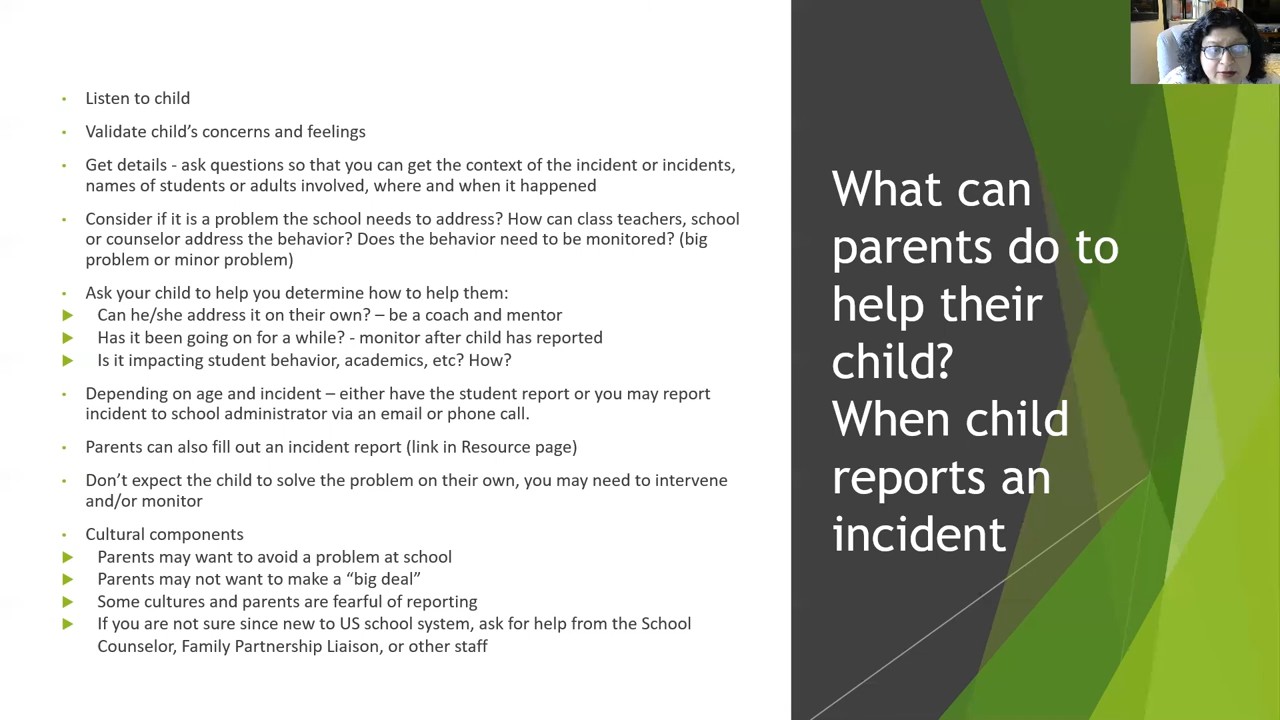 • Listen to child
• Validate child's concerns and feelings
• Get details - ask questions so that you can get the context of the incident or incidents,
names of students or adults involved, where and when it happened
• Consider if it is a problem the school needs to address? How can class teachers, school
or counselor address the behavior? Does the behavior need to be monitored? (big
problem or minor problem)
• Ask your child to help you determine how to help them:
▶ Can he/she address it on their own? – be a coach and mentor
▶ Has it been going on for a while? - monitor after child has reported
▶ Is it impacting student behavior, academics, etc? How?
• Depending on age and incident – either have the student report or you may report
incident to school administrator via an email or phone call.
• Parents can also fill out an incident report (link in Resource page)
• Don't expect the child to solve the problem on their own, you may need to intervene
and/or monitor
• Cultural components
▶ Parents may want to avoid a problem at school
▶ Parents may not want to make a “big deal”
▶ Some cultures and parents are fearful of reporting
▶ If you are not sure since new to US school system, ask for help from the School
Counselor, Family Partnership Liaison, or other staff
What can
parents do to
help their
child?
When child
reports an
incident